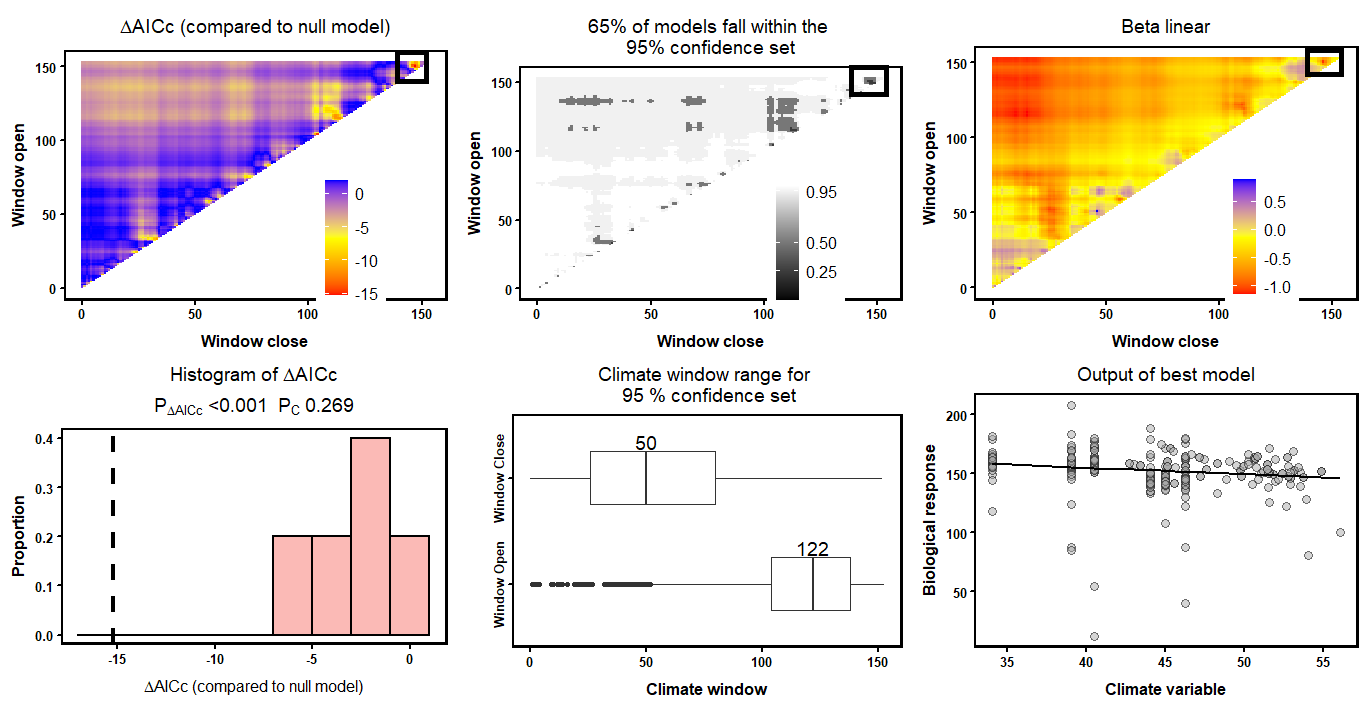 ΔAICc (compared to null model)
Window open
150
100
50
0
0
-5
-10
-15
0
50
100
150
Window close
65% of models fall within the
95% confidence set
Window open
150
100
50
0
0.95
0.50
0.25
0
50
100
150
Window close
Beta linear
Window open
150
100
50
0
0.5
0.0
-0.5
-1.0
0
50
100
150
Window close
Histogram of ΔAICc
PΔAICc <0.001 PC 0.269
Proportion
0.4
0.3
0.2
0.1
0.0
-15
-10
-5
0
ΔAICc (compared to null model)
Climate window range for
95 % confidence set
Window Close
50
Window Open
122
0
50
100
150
Climate window
Output of best model
Biological response
200
150
100
50
35
40
45
50
55
Climate variable